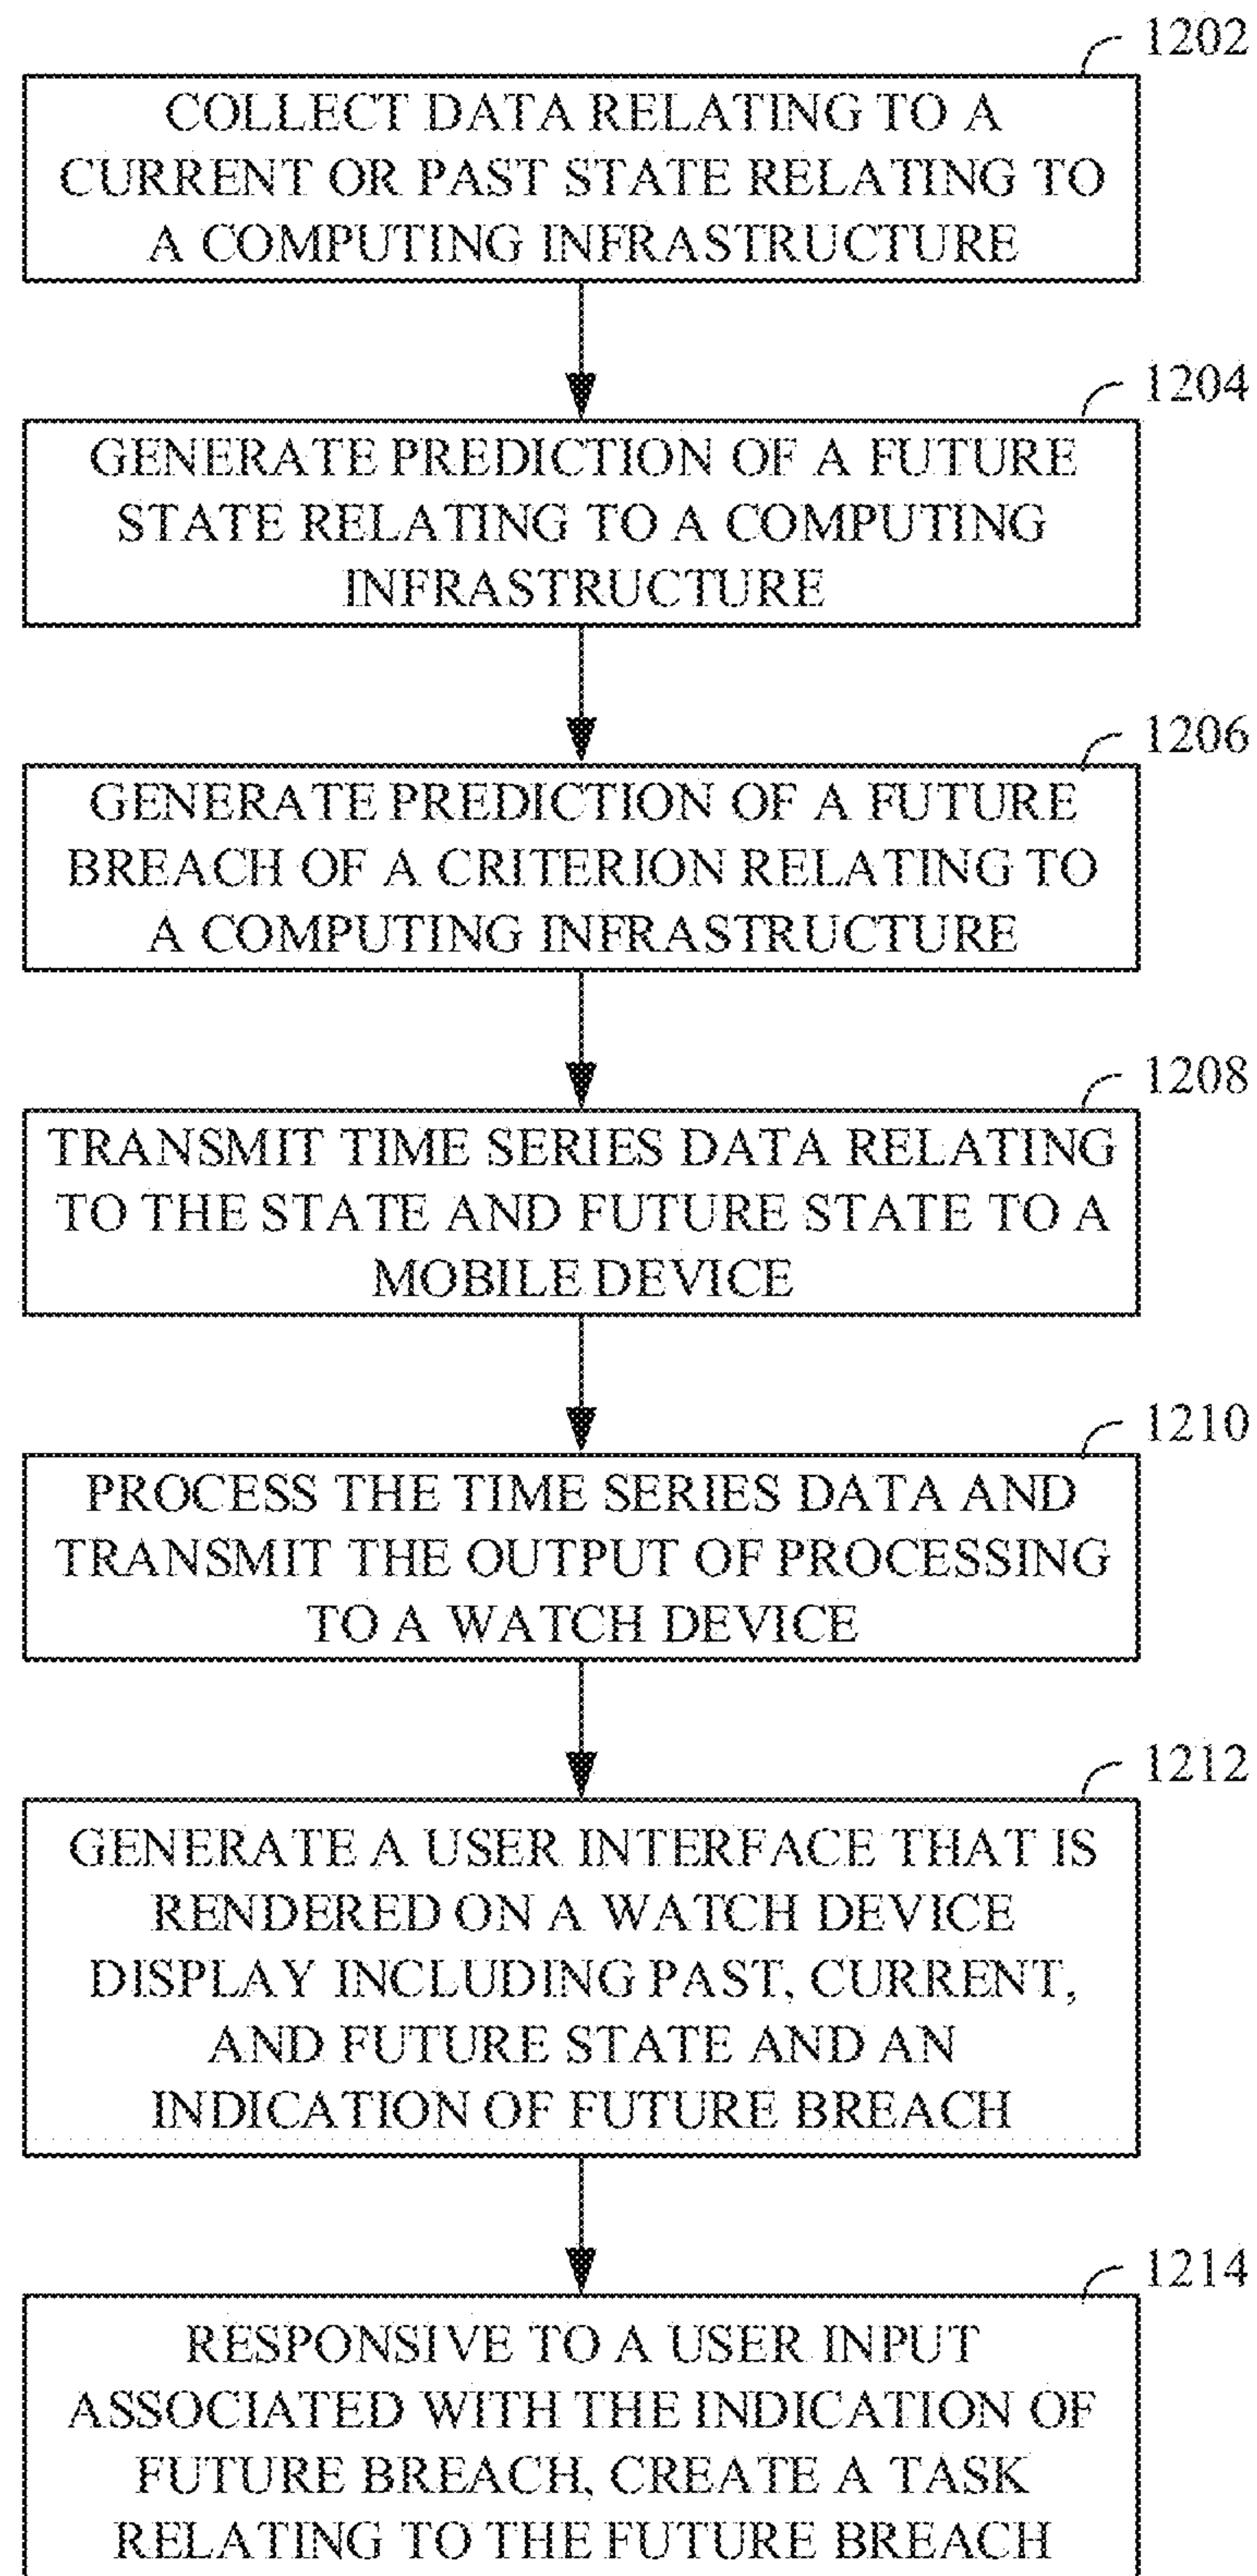 1202
COLLECT DATA RELATING TO A
CURRENT OR PAST STATE RELATING TO
A COMPUTING INFRASTRUCTURE
1204
GENERATE PREDICTION OF A FUTURE
STATE RELATING TO A COMPUTING
INFRASTRUCTURE
1206
GENERATE PREDICTION OF A FUTURE
BREACH OF A CRITERION RELATING TO
A COMPUTING INFRASTRUCTURE
1208
TRANSMIT TIME SERIES DATA RELATING
TO THE STATE AND FUTURE STATE TO A
MOBILE DEVICE
1210
PROCESS THE TIME SERIES DATA AND
TRANSMIT THE OUTPUT OF PROCESSING
TO A WATCH DEVICE
1212
GENERATE A USER INTERFACE THAT IS
RENDERED ON A WATCH DEVICE
DISPLAY INCLUDING PAST, CURRENT,
AND FUTURE STATE AND AN
INDICATION OF FUTURE BREACH
1214
RESPONSIVE TO A USER INPUT
ASSOCIATED WITH THE INDICATION OF
FUTURE BREACH, CREATE A TASK
RELATING TO THE FUTURE BREACH